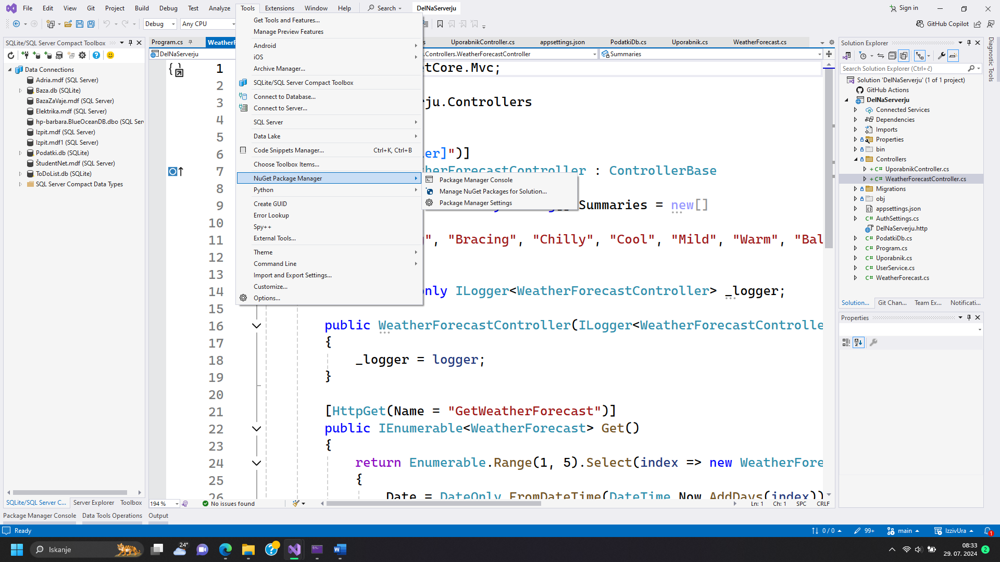 File Edit View Git Project Build Debug Test Analyze Tools Extensions Window Help Search DelNaServerju Sign in
Debug Any CPU GitHub Copilot
SQLite/SQL Server Compact Toolbox
Data Connections
Adria.mdf (SQL Server)
Baza.db (SQLite)
BazaZaVaje.mdf (SQL Server)
Elektrika.mdf (SQL Server)
hp-barbara.BlueOceanDB.dbo (SQL Ser
Izpit.mdf (SQL Server)
Izpit.mdf1 (SQL Server)
Podatki.db (SQLite)
ŠtudentNet.mdf (SQL Server)
ToDoList.db (SQLite)
SQL Server Compact Data Types
SQLite/SQL Server C... Server Explorer Toolbox
Get Tools and Features...
Manage Preview Features
Android
iOS
Archive Manager...
SQLite/SQL Server Compact Toolbox
Connect to Database...
Connect to Server...
SQL Server
Data Lake
Code Snippets Manager... Ctrl+K, Ctrl+B
Choose Toolbox Items...
NuGet Package Manager
Python
Create GUID
Error Lookup
Spy++
External Tools...
Theme
Command Line
Import and Export Settings...
Customize...
Options...
Package Manager Console
Manage NuGet Packages for Solution...
Package Manager Settings
Program.cs WeatherF s UporabnikController.cs appsettings.json PodatkiDb.cs Uporabnik.cs WeatherForecast.cs
DelNaServerju .Controllers.WeatherForecastController Summaries
1 etCore.Mvc;
2
3 rju.Controllers
4
5
6 ler]")]
7 herForecastController : ControllerBase
8
9 Summaries = new[]
10
11 g", "Bracing", "Chilly", "Cool", "Mild", "Warm", "Bal
12
13
14 only ILogger<WeatherForecastController> _logger;
15
16 public WeatherForecastController(ILogger<WeatherForecastControlle
17 {
18 _logger = logger;
19 }
20
21 [HttpGet(Name = "GetWeatherForecast")]
22 public IEnumerable<WeatherForecast> Get()
23 {
24 return Enumerable.Range(1, 5).Select(index => new WeatherFore
25 {
26 Date = DateOnly.FromDateTime(DateTime.Now.AddDays(index))
194 % No issues found Ln: 1 Ch: 1 SPC CRLF
Solution Explorer
Search Solution Explorer (Ctrl+č)
Solution 'DelNaServerju' (1 of 1 project)
GitHub Actions
DelNaServerju
Connected Services
Dependencies
Imports
Properties
bin
Controllers
UporabnikController.cs
WeatherForecastController.cs
Migrations
obj
appsettings.json
AuthSettings.cs
DelNaServerju.http
PodatkiDb.cs
Program.cs
Uporabnik.cs
UserService.cs
WeatherForecast.cs
Solution... Git Chan... Team Ex... Notificati...
Properties
Diagnostic Tools
Package Manager Console Data Tools Operations Output
Ready 0 / 0 99+ main IzzivUra 1
Iskanje 24° 08:33
29. 07. 2024 2